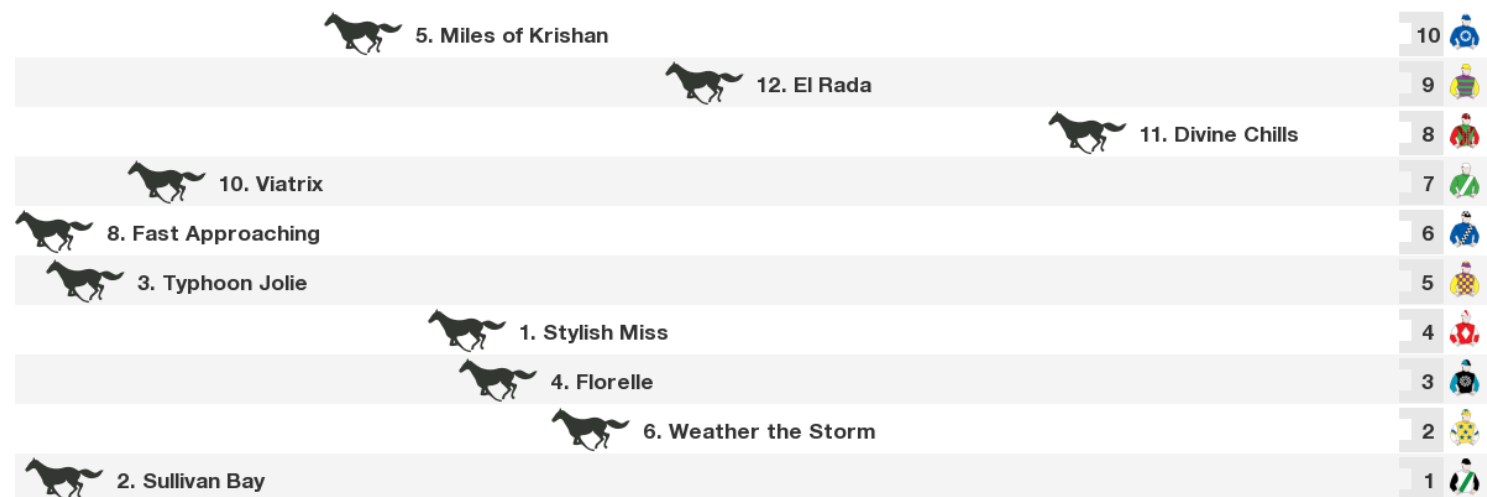 5. Miles of Krishan 10
12. El Rada 9
11. Divine Chills 8
10. Viatrix 7
8. Fast Approaching 6
3. Typhoon Jolie 5
1. Stylish Miss 4
4. Florelle 3
6. Weather the Storm 2
2. Sullivan Bay 1